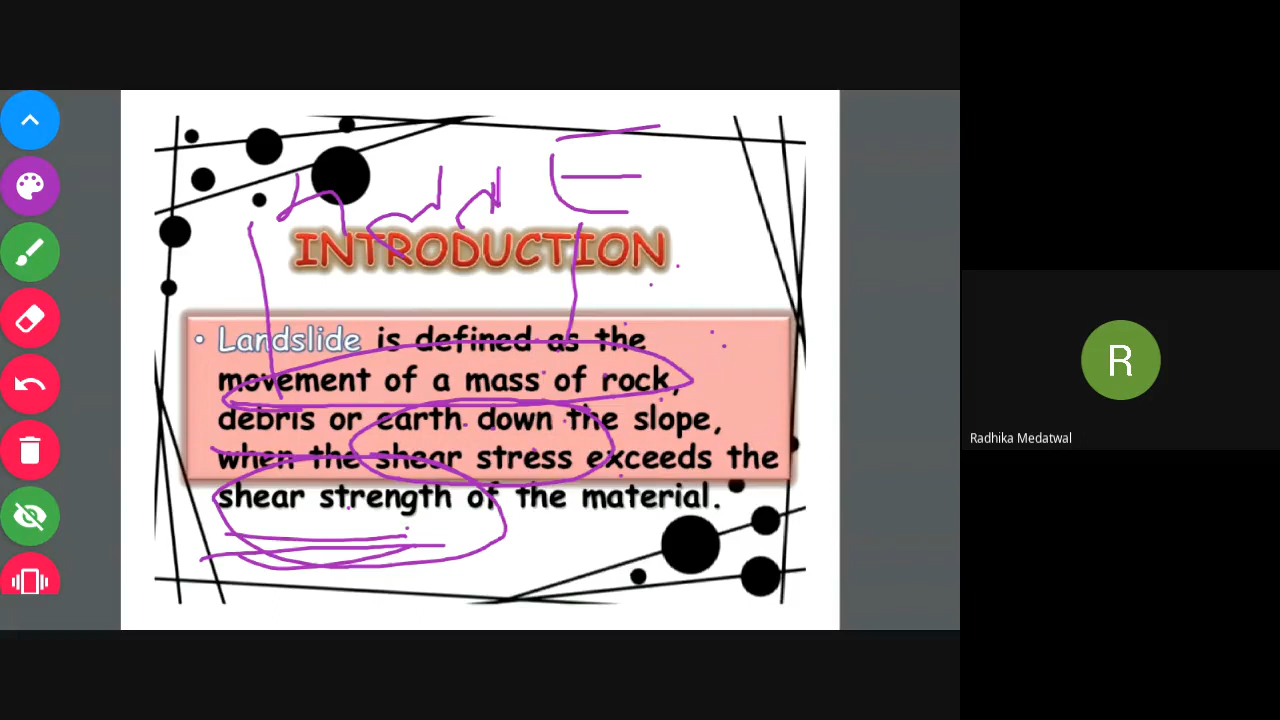 INTRODUCTION
• Landslide is defined as the
movement of a mass of rock,
debris or earth down the slope,
when the shear stress exceeds the
shear strength of the material.
R
Radhika Medatwal